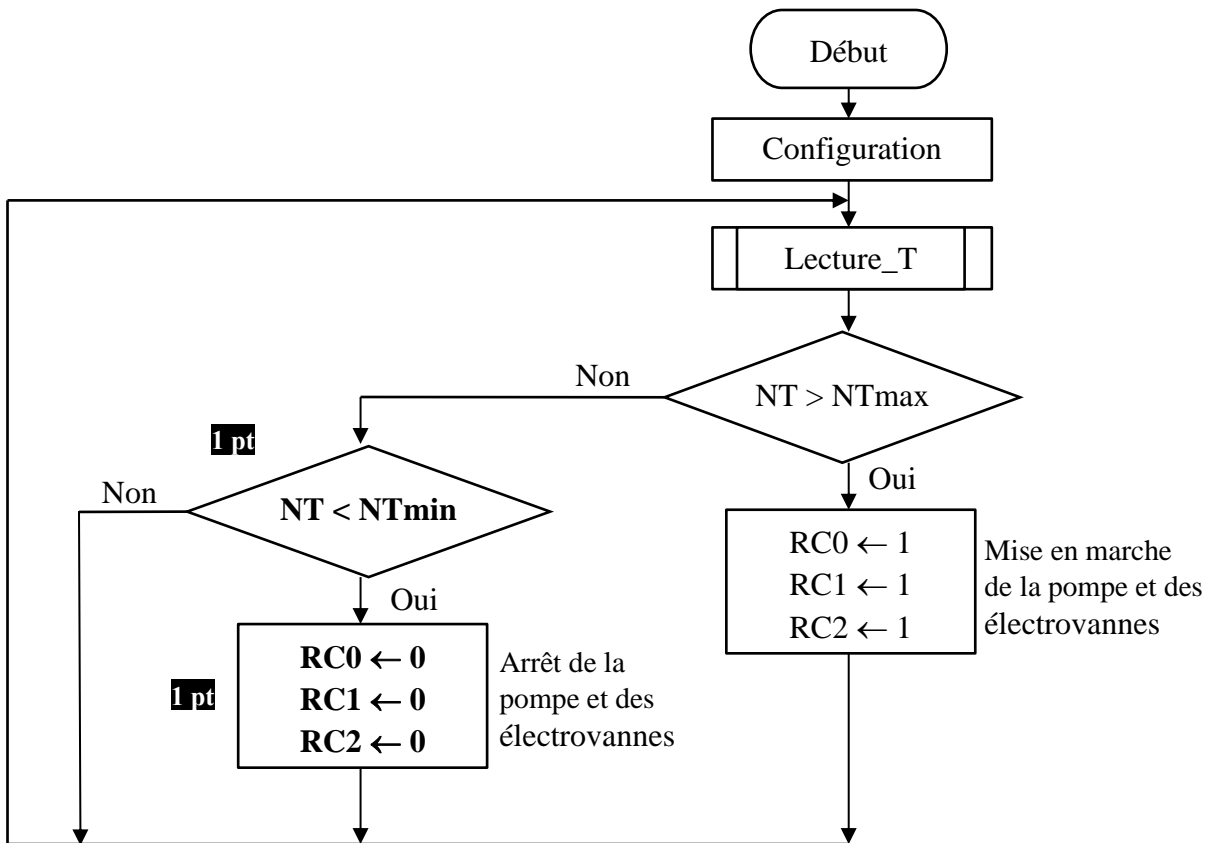 Début
Configuration
Lecture_T
NT > NTmax
Non
Oui
1 pt
NT < NTmin
Non
Oui
RC0 ← 1
RC1 ← 1
RC2 ← 1
Mise en marche
de la pompe et des
électrovannes
1 pt
RC0 ← 0
RC1 ← 0
RC2 ← 0
Arrêt de la
pompe et des
électrovannes